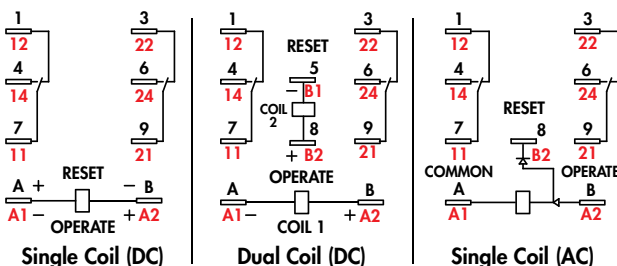 1 3
12 22
4 6
14 24
7 9
11 21
RESET
A + - B
A1 - + A2
OPERATE
Single Coil (DC)
1 3
12 22
RESET
4 5 6
14 - B1 24
COIL
2
7 8 9
11 + B2 21
OPERATE
A B
A1 - + A2
COIL 1
Dual Coil (DC)
1 3
12 22
4 6
14 24
RESET
7 8 9
11 B2 21
COMMON OPERATE
A B
A1 A2
Single Coil (AC)